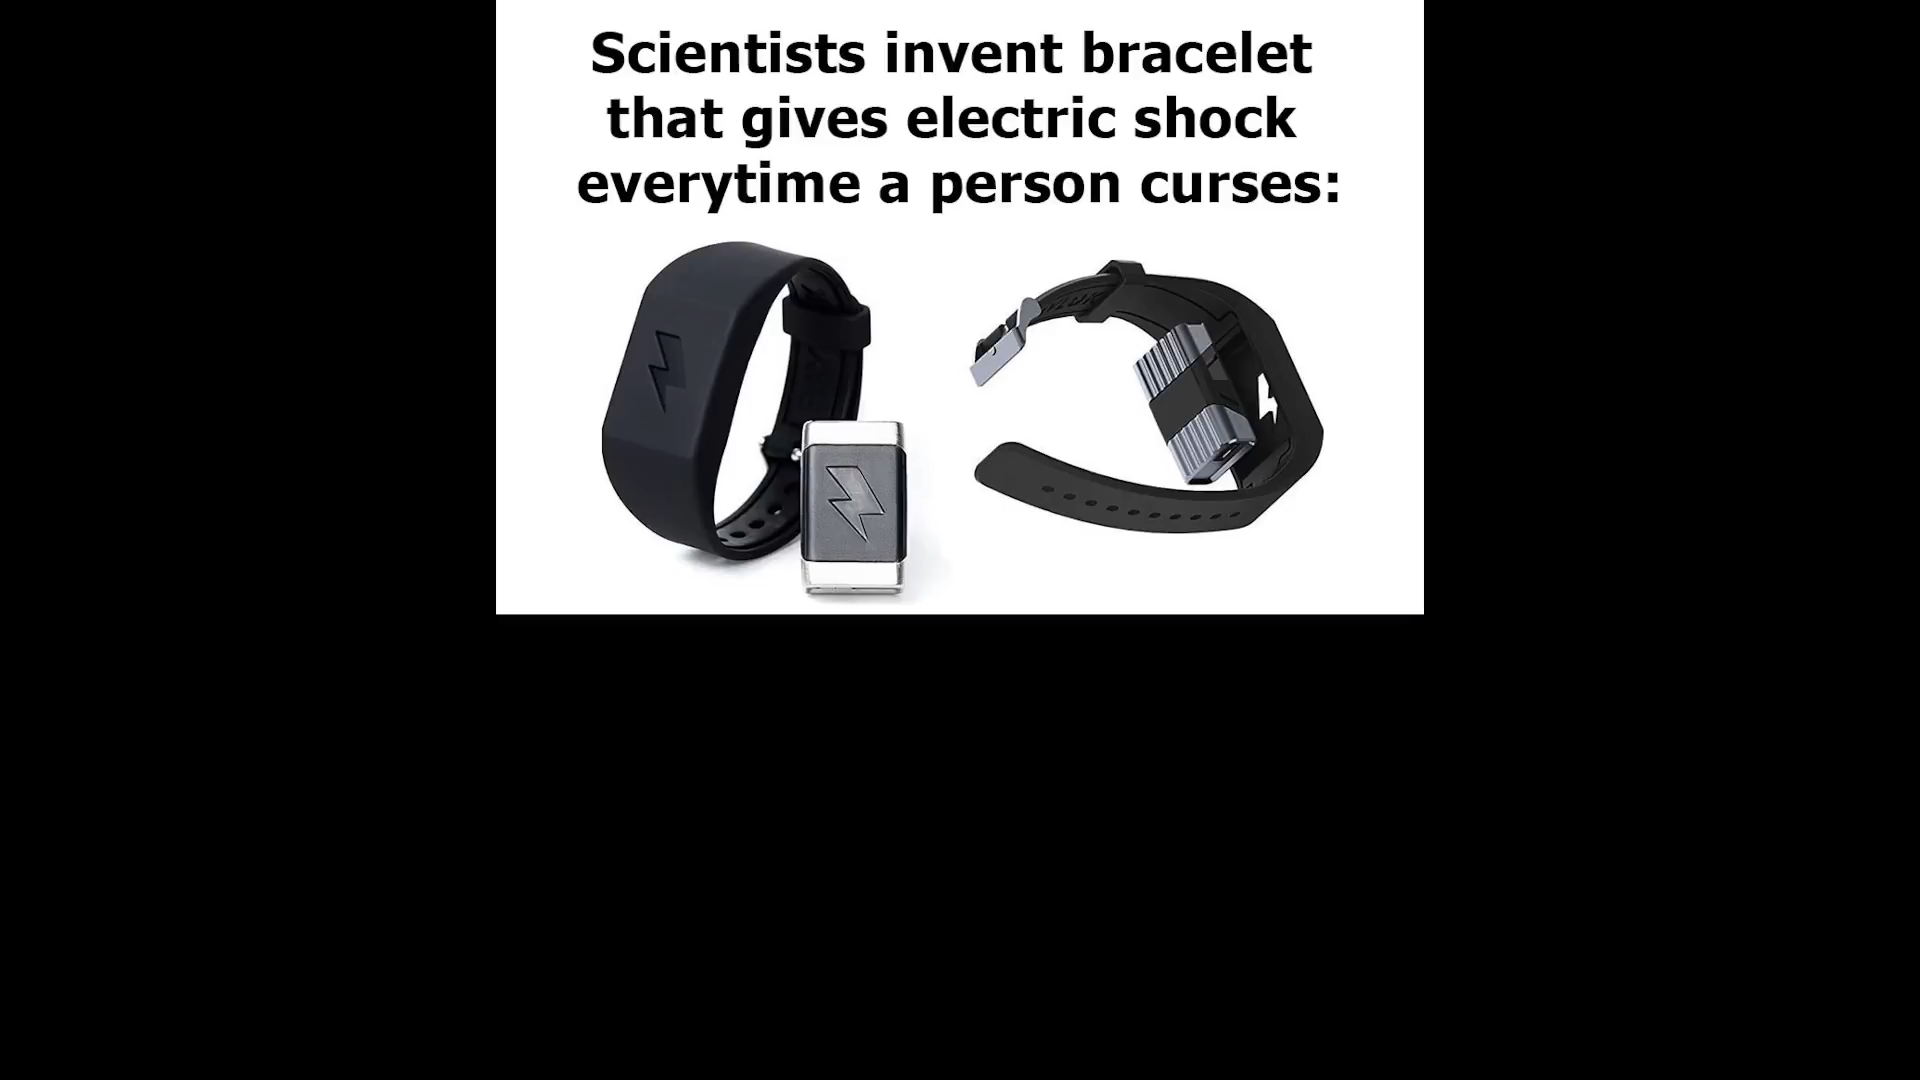 Scientists invent bracelet
that gives electric shock
everytime a person curses: